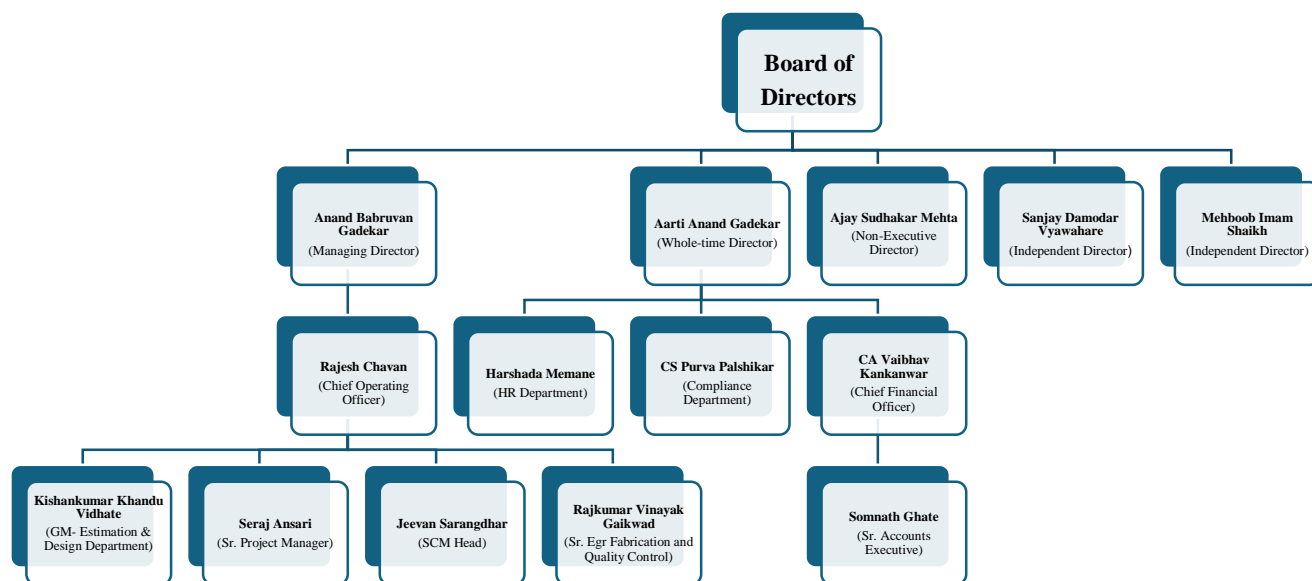 Board of
Directors
Anand Babruvan
Gadekar
(Managing Director)
Aarti Anand Gadekar
(Whole-time Director)
Ajay Sudhakar Mehta
(Non-Executive
Director)
Sanjay Damodar
Vyawahare
(Independent Director)
Mehboob Imam
Shaikh
(Independent Director)
Rajesh Chavan
(Chief Operating
Officer)
Harshada Memane
(HR Department)
CS Purva Palshikar
(Compliance
Department)
CA Vaibhav
Kankanwar
(Chief Financial
Officer)
Kishankumar Khandu
Vidhate
(GM- Estimation &
Design Department)
Seraj Ansari
(Sr. Project Manager)
Jeevan Sarangdhar
(SCM Head)
Rajkumar Vinayak
Gaikwad
(Sr. Egr Fabrication and
Quality Control)
Somnath Ghate
(Sr. Accounts
Executive)